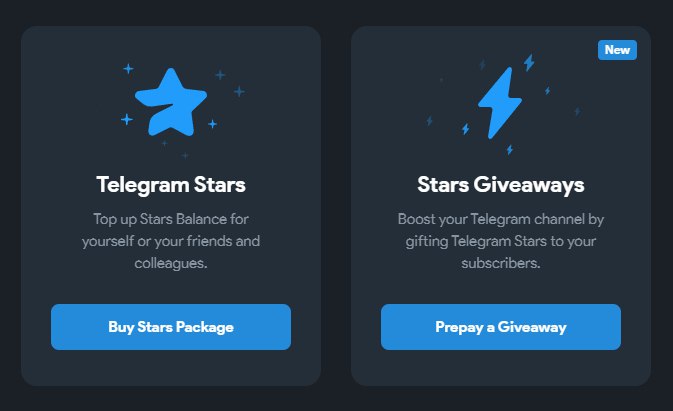 Telegram Stars
Top up Stars Balance for
yourself or your friends and
colleagues.
Buy Stars Package
New
Stars Giveaways
Boost your Telegram channel by
gifting Telegram Stars to your
subscribers.
Prepay a Giveaway